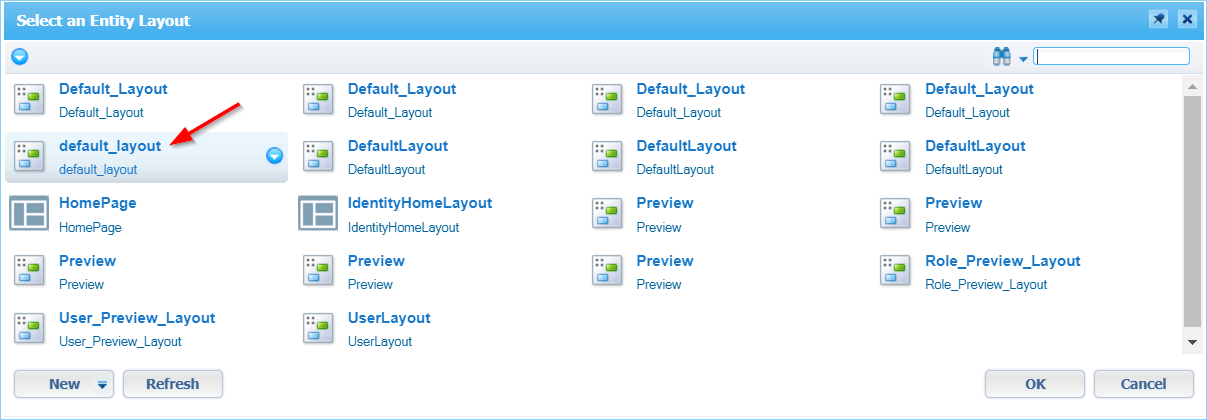 Select an Entity Layout
Default_Layout
Default_Layout
Default_Layout
Default_Layout
Default_Layout
Default_Layout
Default_Layout
Default_Layout
default_layout
default_layout
DefaultLayout
DefaultLayout
DefaultLayout
DefaultLayout
DefaultLayout
DefaultLayout
HomePage
HomePage
IdentityHomeLayout
IdentityHomeLayout
Preview
Preview
Preview
Preview
Preview
Preview
Preview
Preview
Preview
Preview
Role_Preview_Layout
Role_Preview_Layout
User_Preview_Layout
User_Preview_Layout
UserLayout
UserLayout
New
Refresh
OK
Cancel